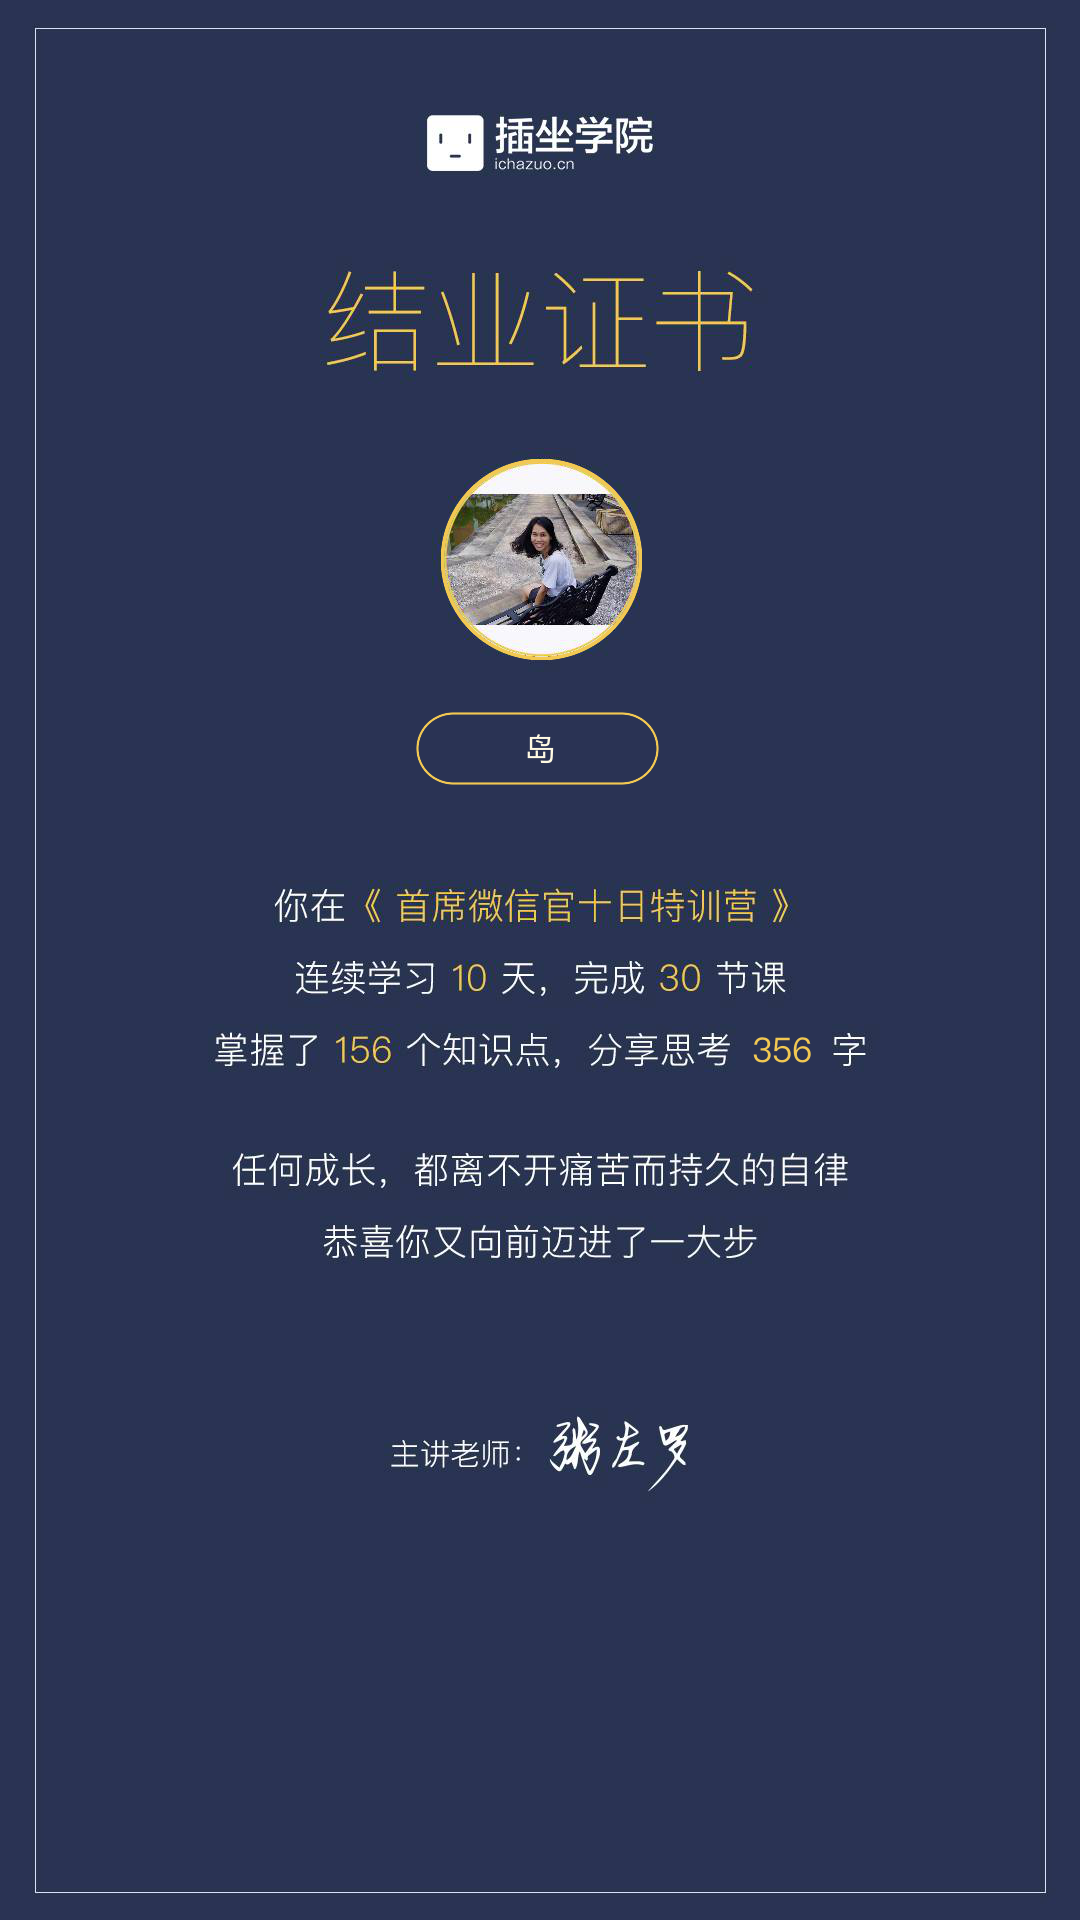 插坐学院
ichazuo.cn
结业证书
岛
你在《 首席微信官十日特训营 》
连续学习 10 天，完成 30 节课
掌握了 156 个知识点，分享思考 356 字
任何成长，都离不开痛苦而持久的自律
恭喜你又向前迈进了一大步
主讲老师：粥左罗